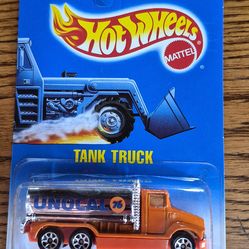 Hot Wheels
MATTEL
TANK TRUCK
UNOCAL 76